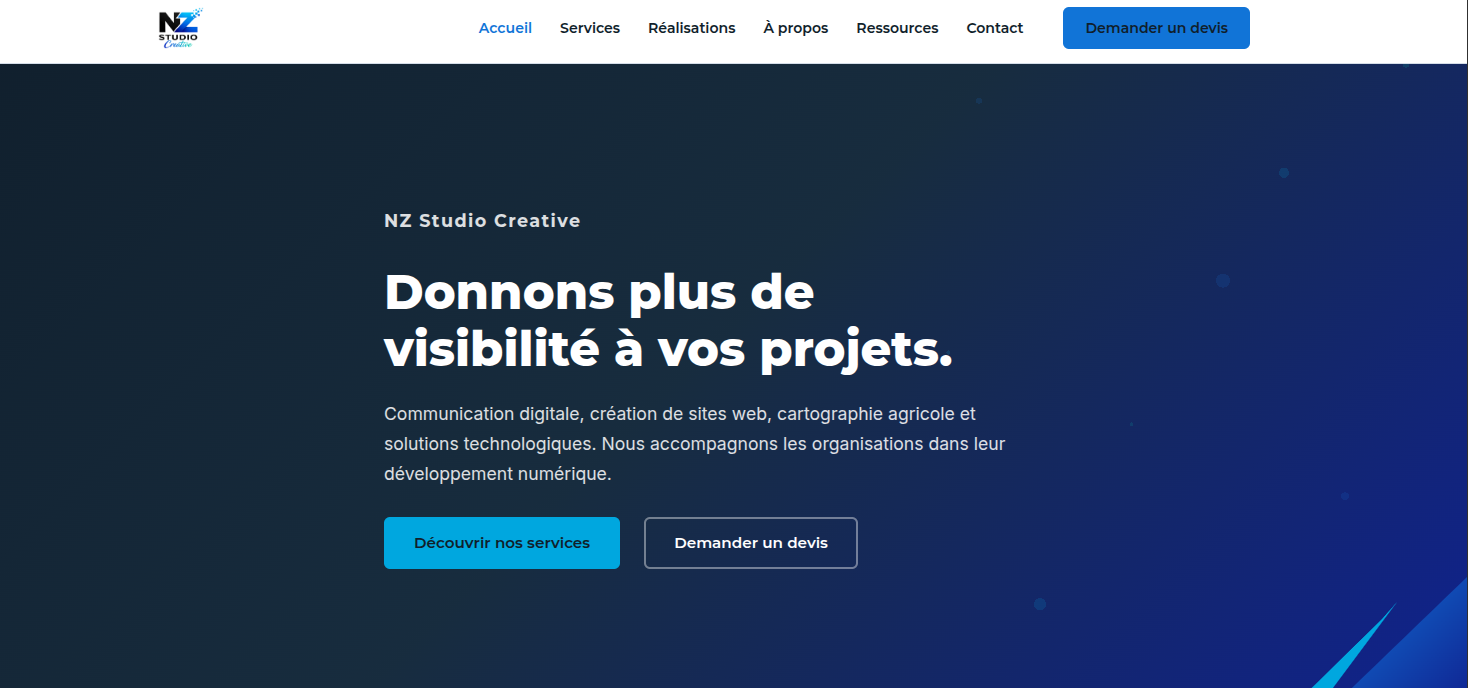 NZ
STUDIO
Creative
Accueil
Services
Réalisations
À propos
Ressources
Contact
Demander un devis
NZ Studio Creative
Donnons plus de
visibilité à vos projets.
Communication digitale, création de sites web, cartographie agricole et
solutions technologiques. Nous accompagnons les organisations dans leur
développement numérique.
Découvrir nos services
Demander un devis